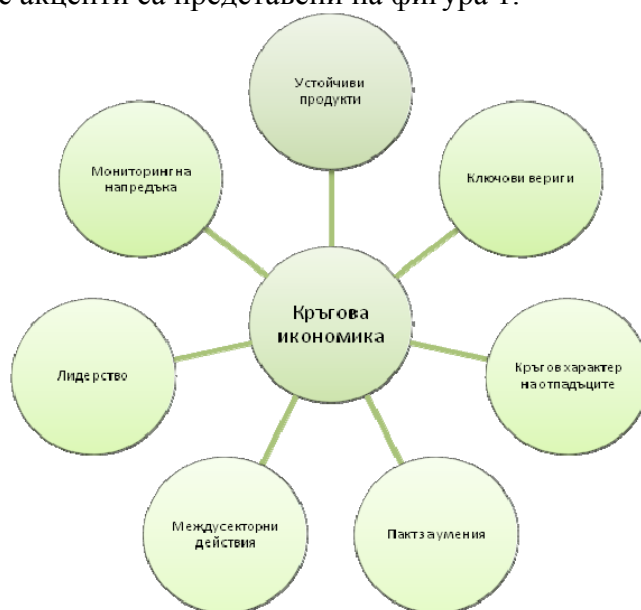 е акценти са представени на фигура 1.
Устойчиви
продукти
Мониторинг на
напредъка
Ключови вериги
Кръгова
икономика
Лидерство
Кръгов характер
на отпадъците
Междусекторни
действия
Пакт за умения